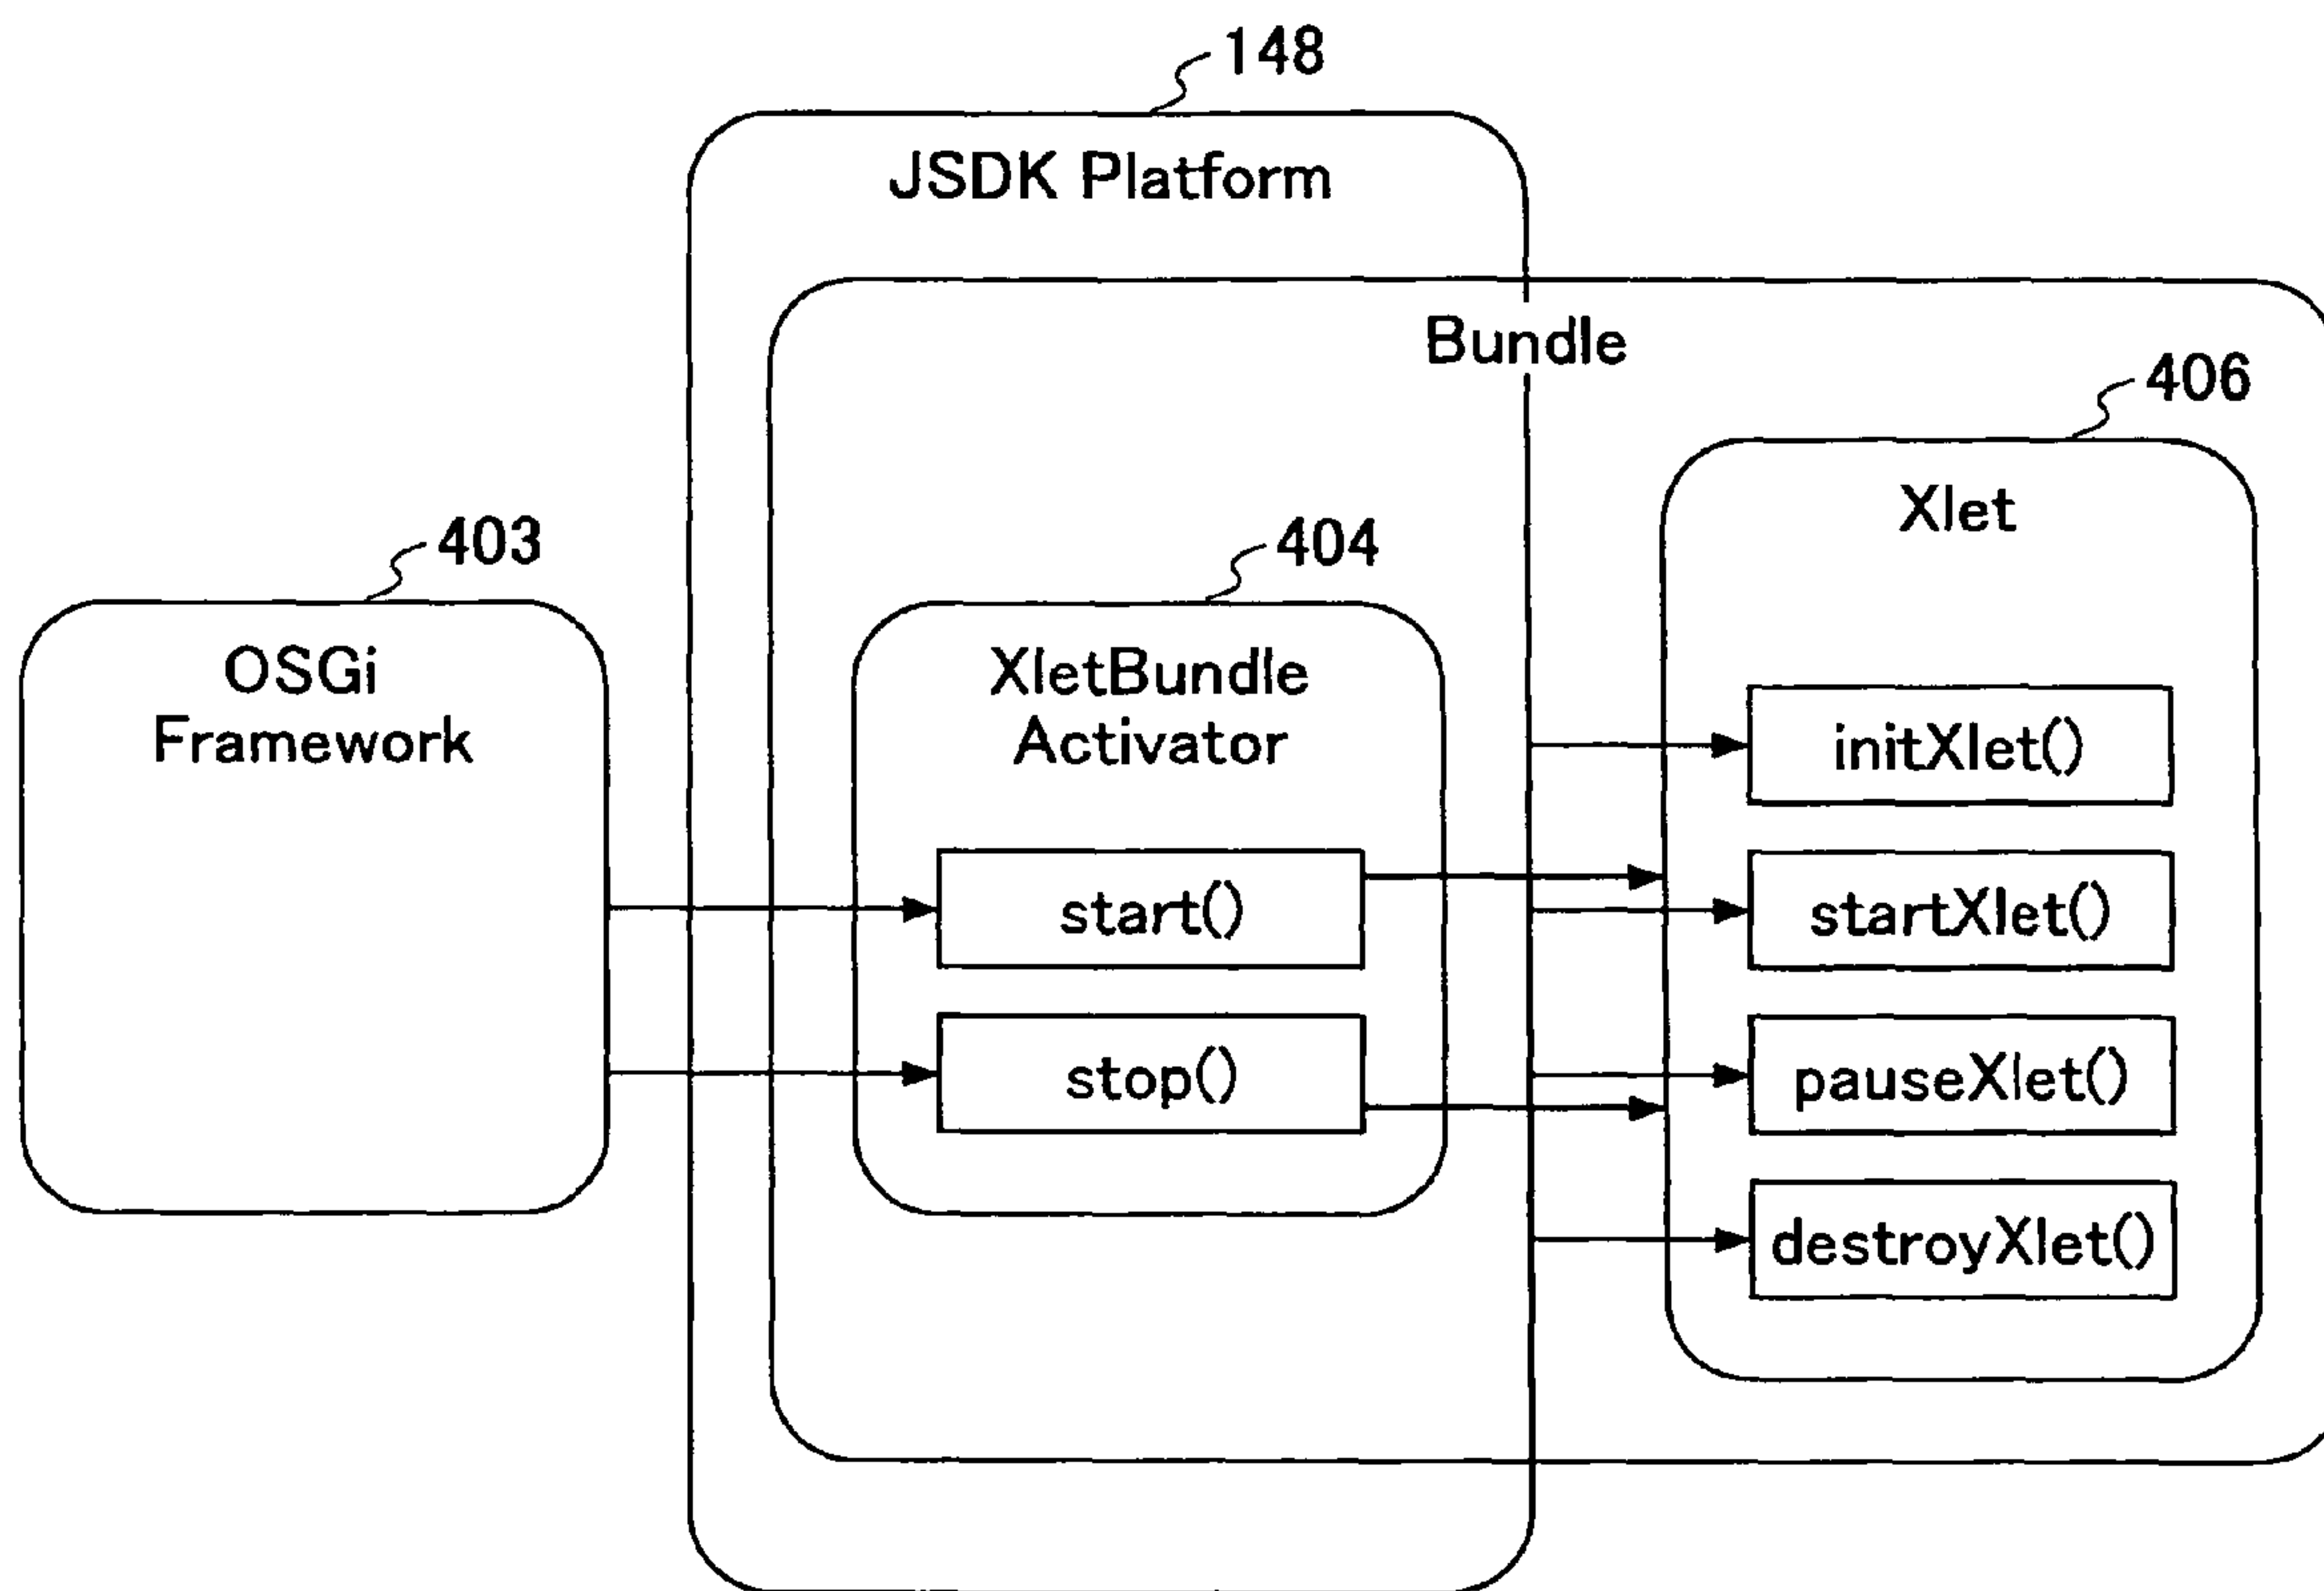 148
JSDK Platform
Bundle
406
Xlet
403
404
OSGi
Framework
XletBundle
Activator
initXlet()
start()
startXlet()
stop()
pauseXlet()
destroyXlet()